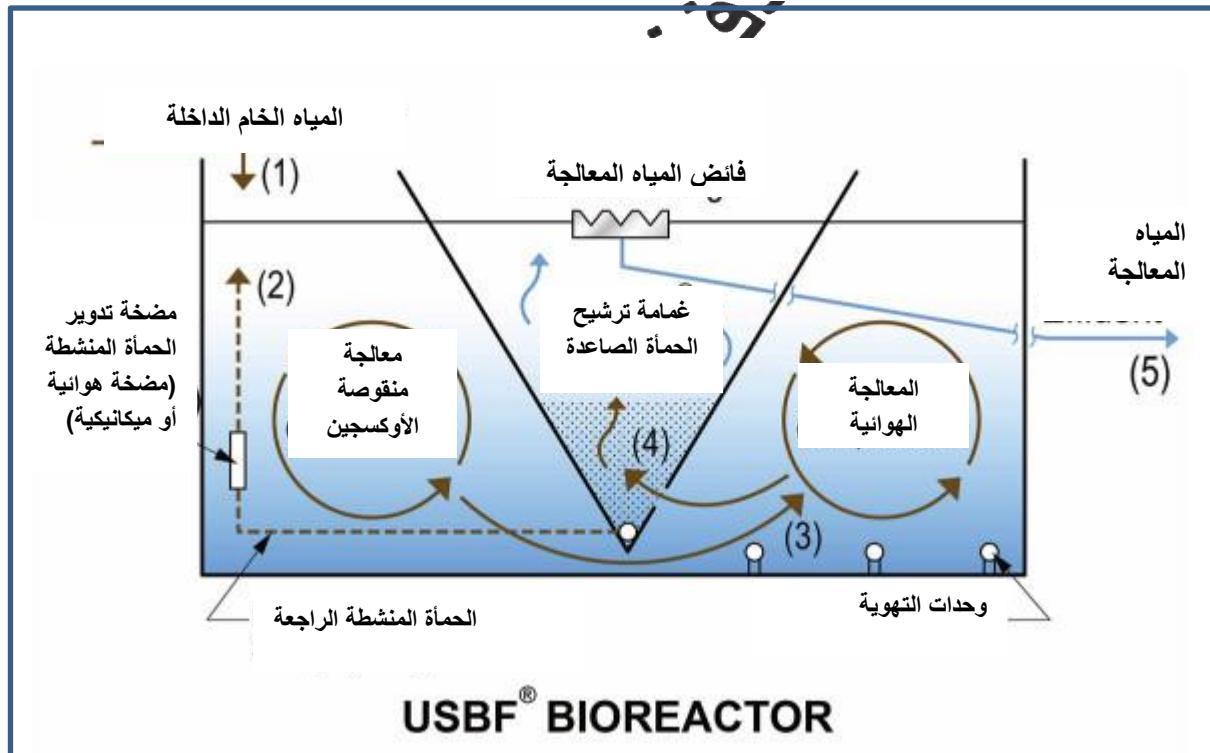 المياه الخام الداخلة
(1)
فائض المياه المعالجة
المياه
المعالجة
(2)
مضخة تدوير
الحمأة المنشطة
(مضخة هوائية
أو ميكانيكية)
معالجة
منقوصة
الأوكسجين
غمامة ترشيح
الحمأة الصاعدة
المعالجة
الهوائية
(5)
(4)
(3)
الحمأة المنشطة الراجعة
وحدات التهوية
USBF® BIOREACTOR